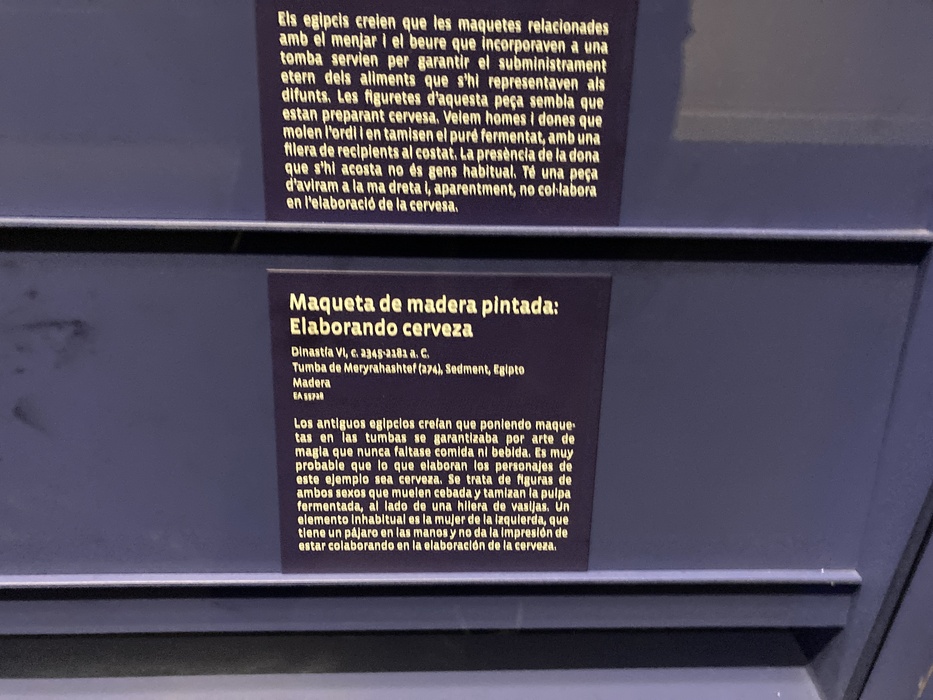 Els egipcis creien que les maquetes relacionades
amb el menjar i el beure que incorporaven a una
tomba servien per garantir el subministrament
etern dels aliments que s'hi representaven als
difunts. Les figuretes d'aquesta peça sembla que
estan preparant cervesa. Veiem homes i dones que
molen l'ordi i en tamisen el puré fermentat, amb una
filera de recipients al costat. La presència de la dona
que s'hi acosta no és gens habitual. Té una peça
d'aviram a la ma dreta i, aparentment, no col·labora
en l'elaboració de la cervesa.
Maqueta de madera pintada:
Elaborando cerveza
Dinastía VI, c. 2345-2181 a. C.
Tumba de Meryrahashtef (274), Sedment, Egipto
Madera
EA 55728
Los antiguos egipcios creían que poniendo maque-
tas en las tumbas se garantizaba por arte de
magia que nunca faltase comida ni bebida. Es muy
probable que lo que elaboran los personajes de
este ejemplo sea cerveza. Se trata de figuras de
ambos sexos que muelen cebada y tamizan la pulpa
fermentada, al lado de una hilera de vasijas. Un
elemento inhabitual es la mujer de la izquierda, que
tiene un pájaro en las manos y no da la impresión de
estar colaborando en la elaboración de la cerveza.